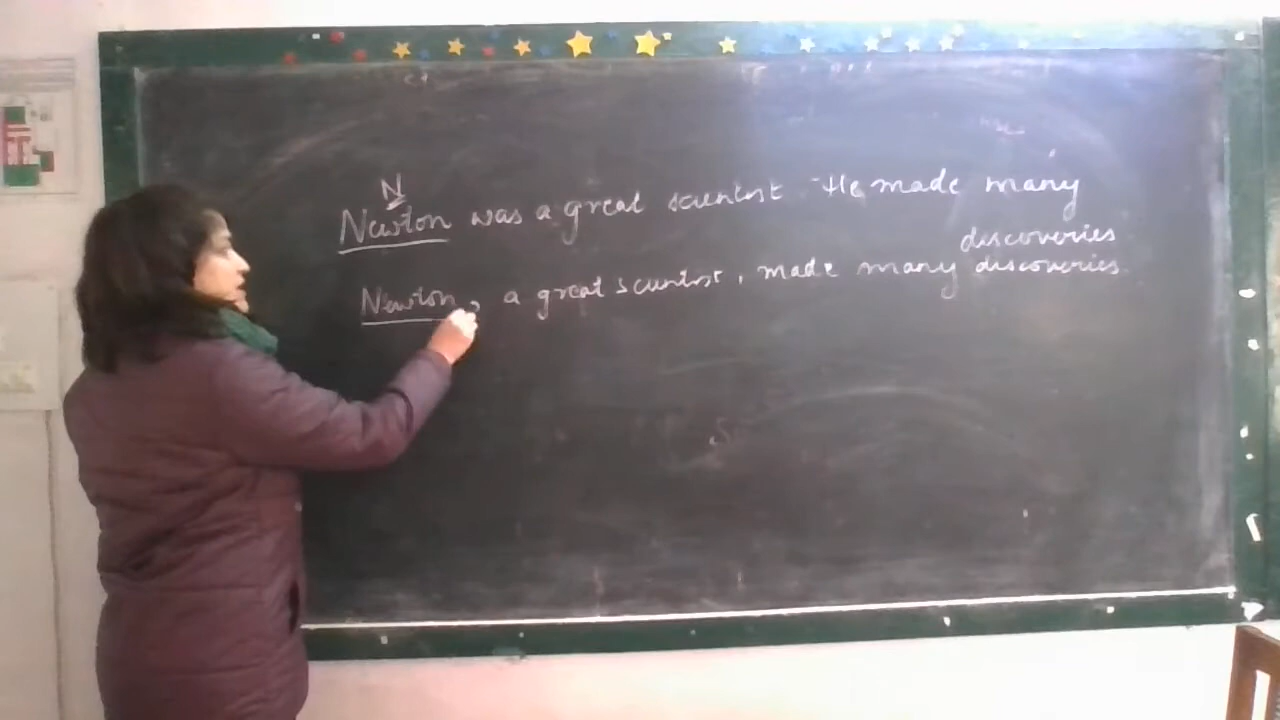 N
Newton was a great scientist. He made many
discoveries
Newton, a great scientist, made many discoveries.